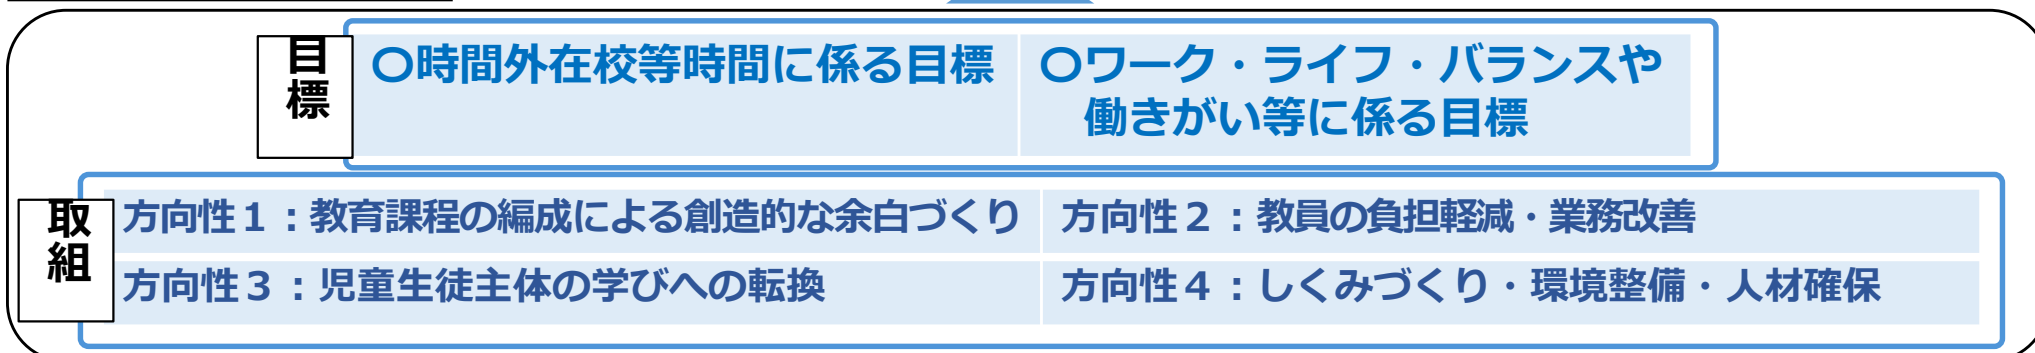 目標
〇時間外在校等時間に係る目標
〇ワーク・ライフ・バランスや
働きがい等に係る目標
取組
方向性１：教育課程の編成による創造的な余白づくり
方向性２：教員の負担軽減・業務改善
方向性３：児童生徒主体の学びへの転換
方向性４：しくみづくり・環境整備・人材確保